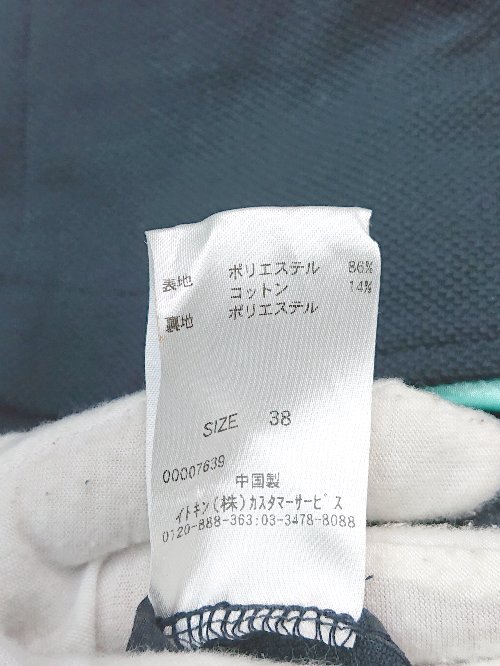 表地 ポリエステル 86%
コットン 14%
裏地 ポリエステル
SIZE 38
00007639
中国製
イトキン(株)カスタマーサービス
0120-888-363:03-3478-8088